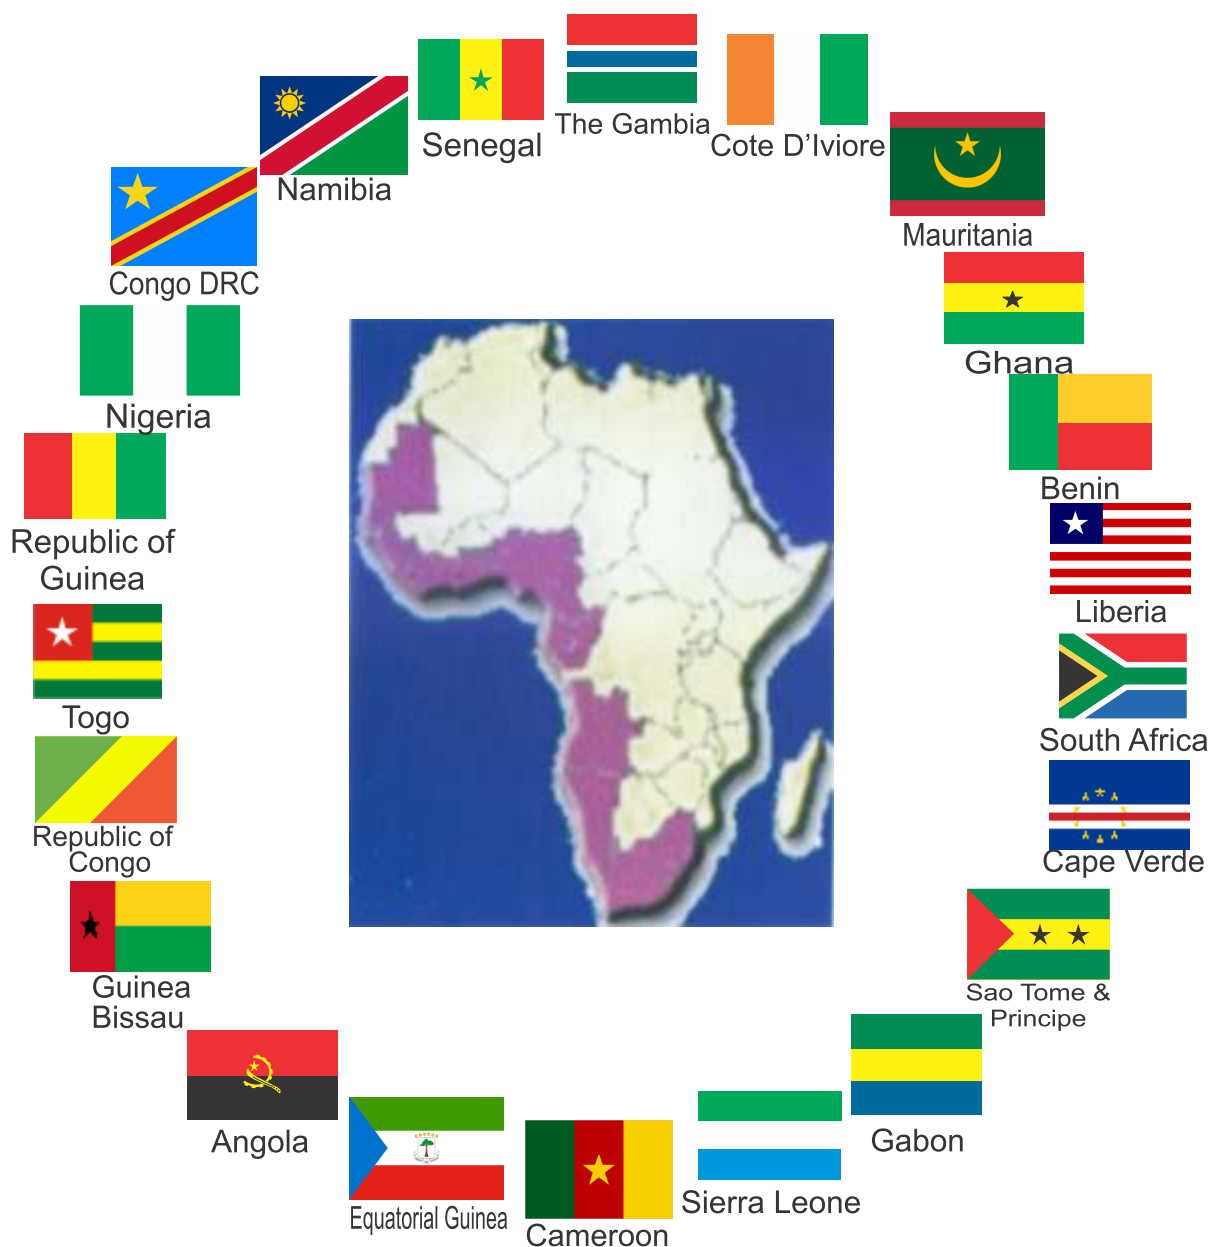 Senegal
The Gambia
Cote D'Iviore
Mauritania
Ghana
Benin
Liberia
South Africa
Cape Verde
Sao Tome &
Principe
Gabon
Sierra Leone
Cameroon
Equatorial Guinea
Angola
Guinea
Bissau
Republic of
Congo
Togo
Republic of
Guinea
Nigeria
Congo DRC
Namibia